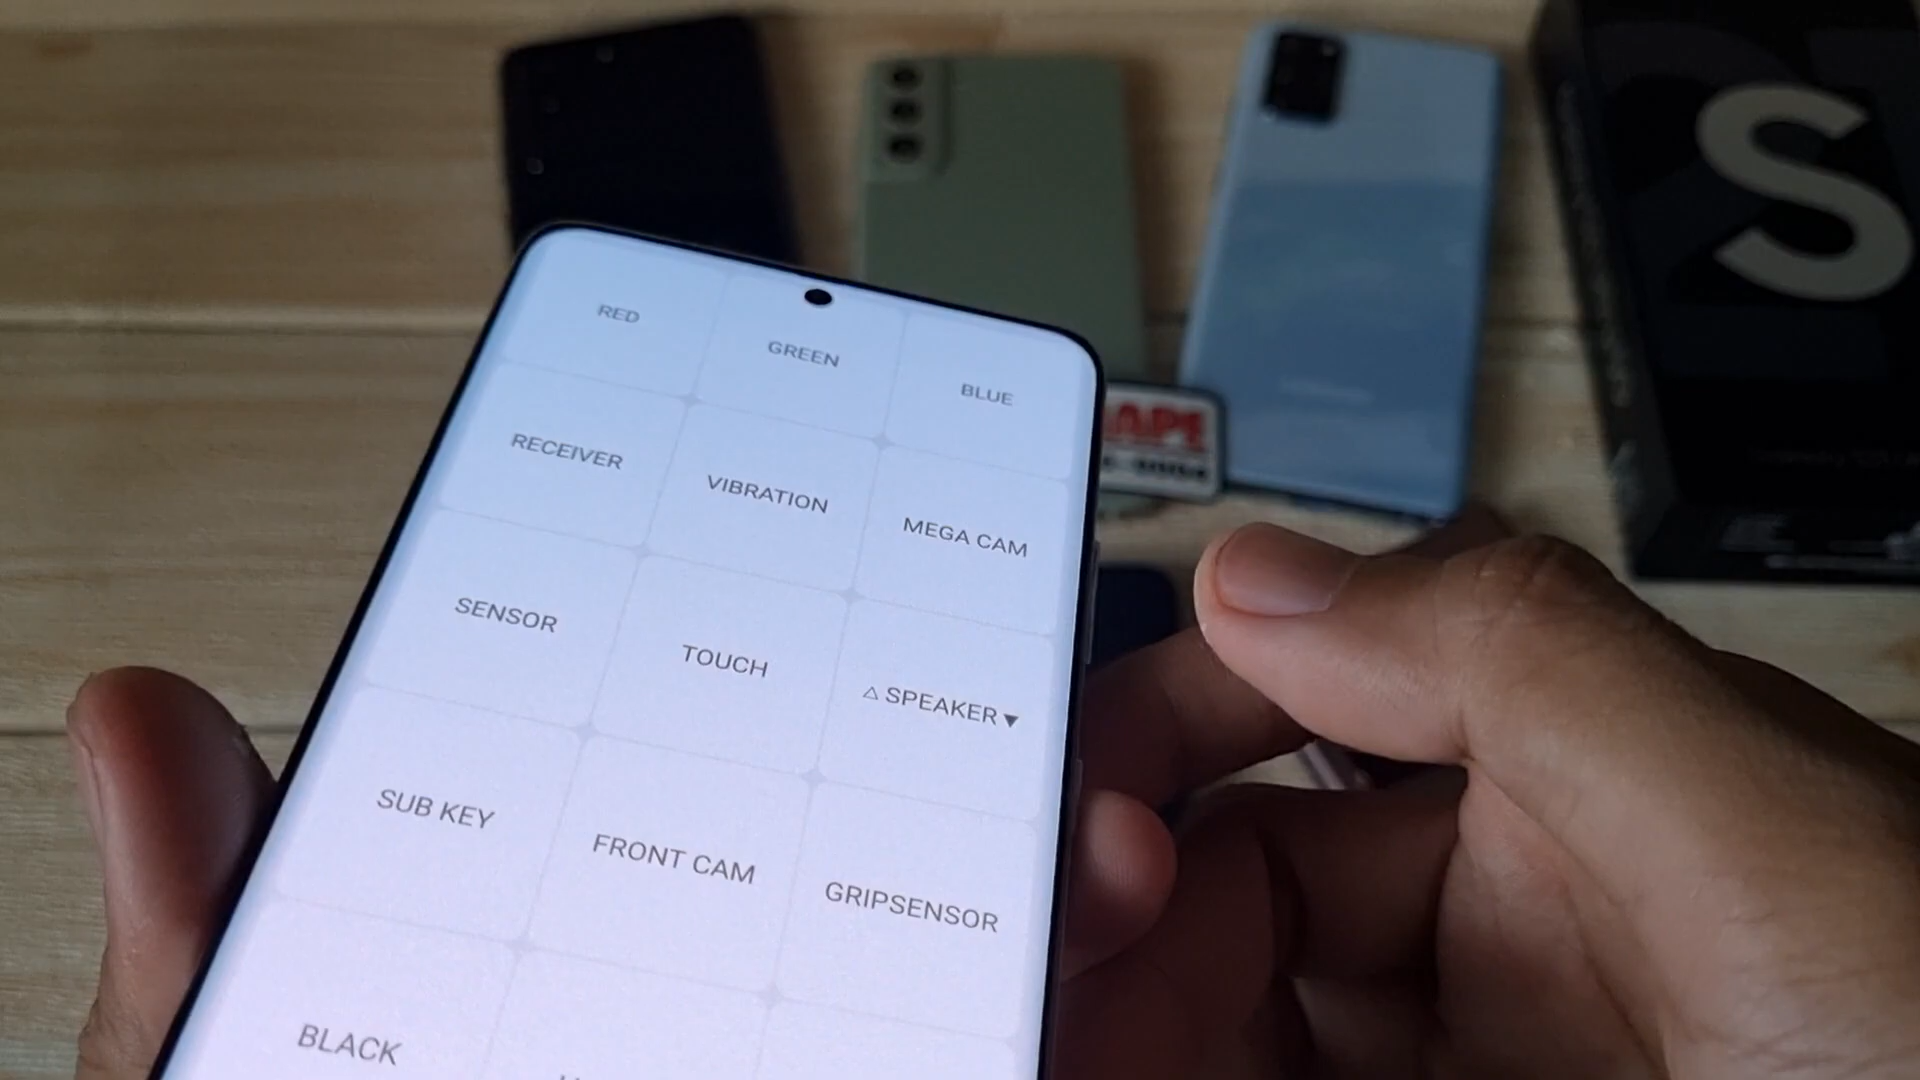 RED
GREEN
BLUE
RECEIVER
VIBRATION
MEGA CAM
SENSOR
TOUCH
△ SPEAKER ▼
SUB KEY
FRONT CAM
GRIPSENSOR
BLACK
S